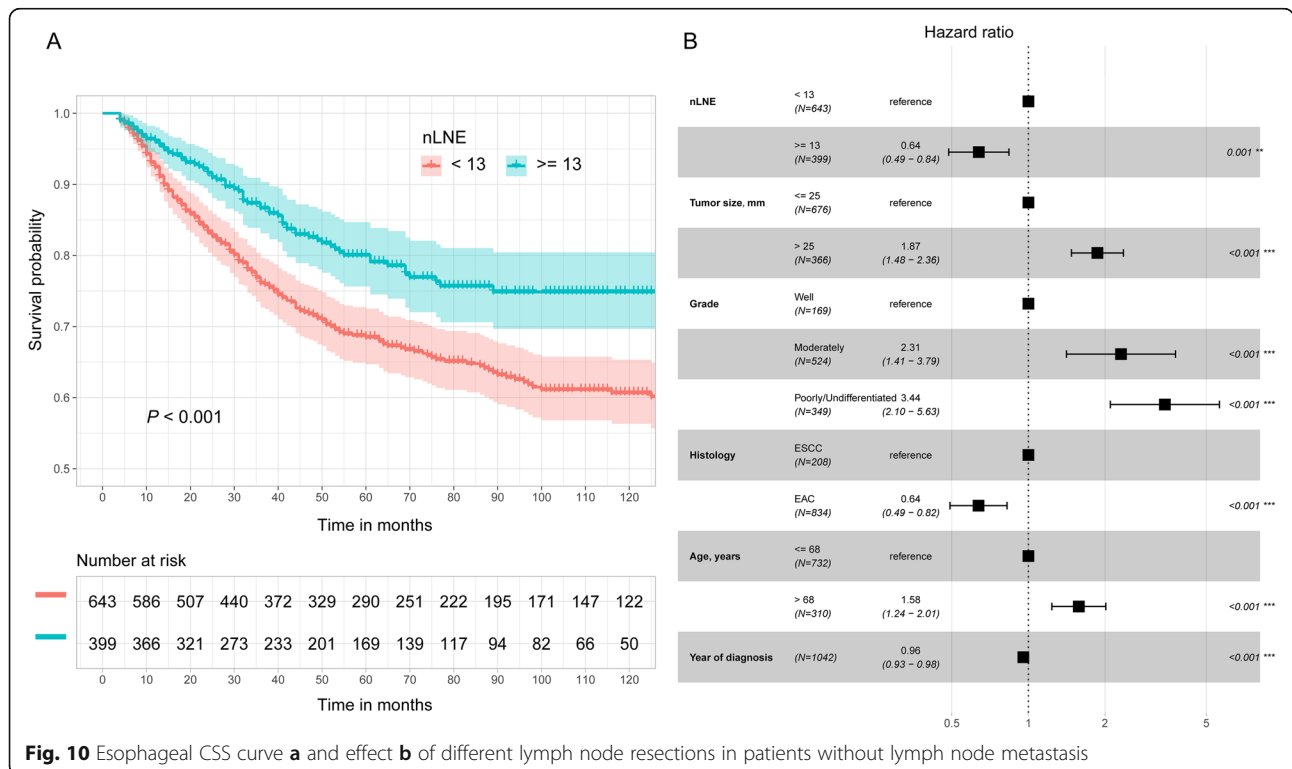 A
Survival probability
1.0
0.9
0.8
0.7
0.6
0.5
nLNE
< 13 >= 13
P < 0.001
0 10 20 30 40 50 60 70 80 90 100 110 120
Time in months
Number at risk
643 586 507 440 372 329 290 251 222 195 171 147 122
399 366 321 273 233 201 169 139 117 94 82 66 50
0 10 20 30 40 50 60 70 80 90 100 110 120
Time in months
B
Hazard ratio
nLNE < 13 (N=643) reference
>= 13 (N=399) 0.64 (0.49 − 0.84) 0.001 **
Tumor size, mm <= 25 (N=676) reference
> 25 (N=366) 1.87 (1.48 − 2.36) <0.001 ***
Grade Well (N=169) reference
Moderately (N=524) 2.31 (1.41 − 3.79) <0.001 ***
Poorly/Undifferentiated (N=349) 3.44 (2.10 − 5.63) <0.001 ***
Histology ESCC (N=208) reference
EAC (N=834) 0.64 (0.49 − 0.82) <0.001 ***
Age, years <= 68 (N=732) reference
> 68 (N=310) 1.58 (1.24 − 2.01) <0.001 ***
Year of diagnosis (N=1042) 0.96 (0.93 − 0.98) <0.001 ***
0.5 1 2 5
Fig. 10 Esophageal CSS curve a and effect b of different lymph node resections in patients without lymph node metastasis